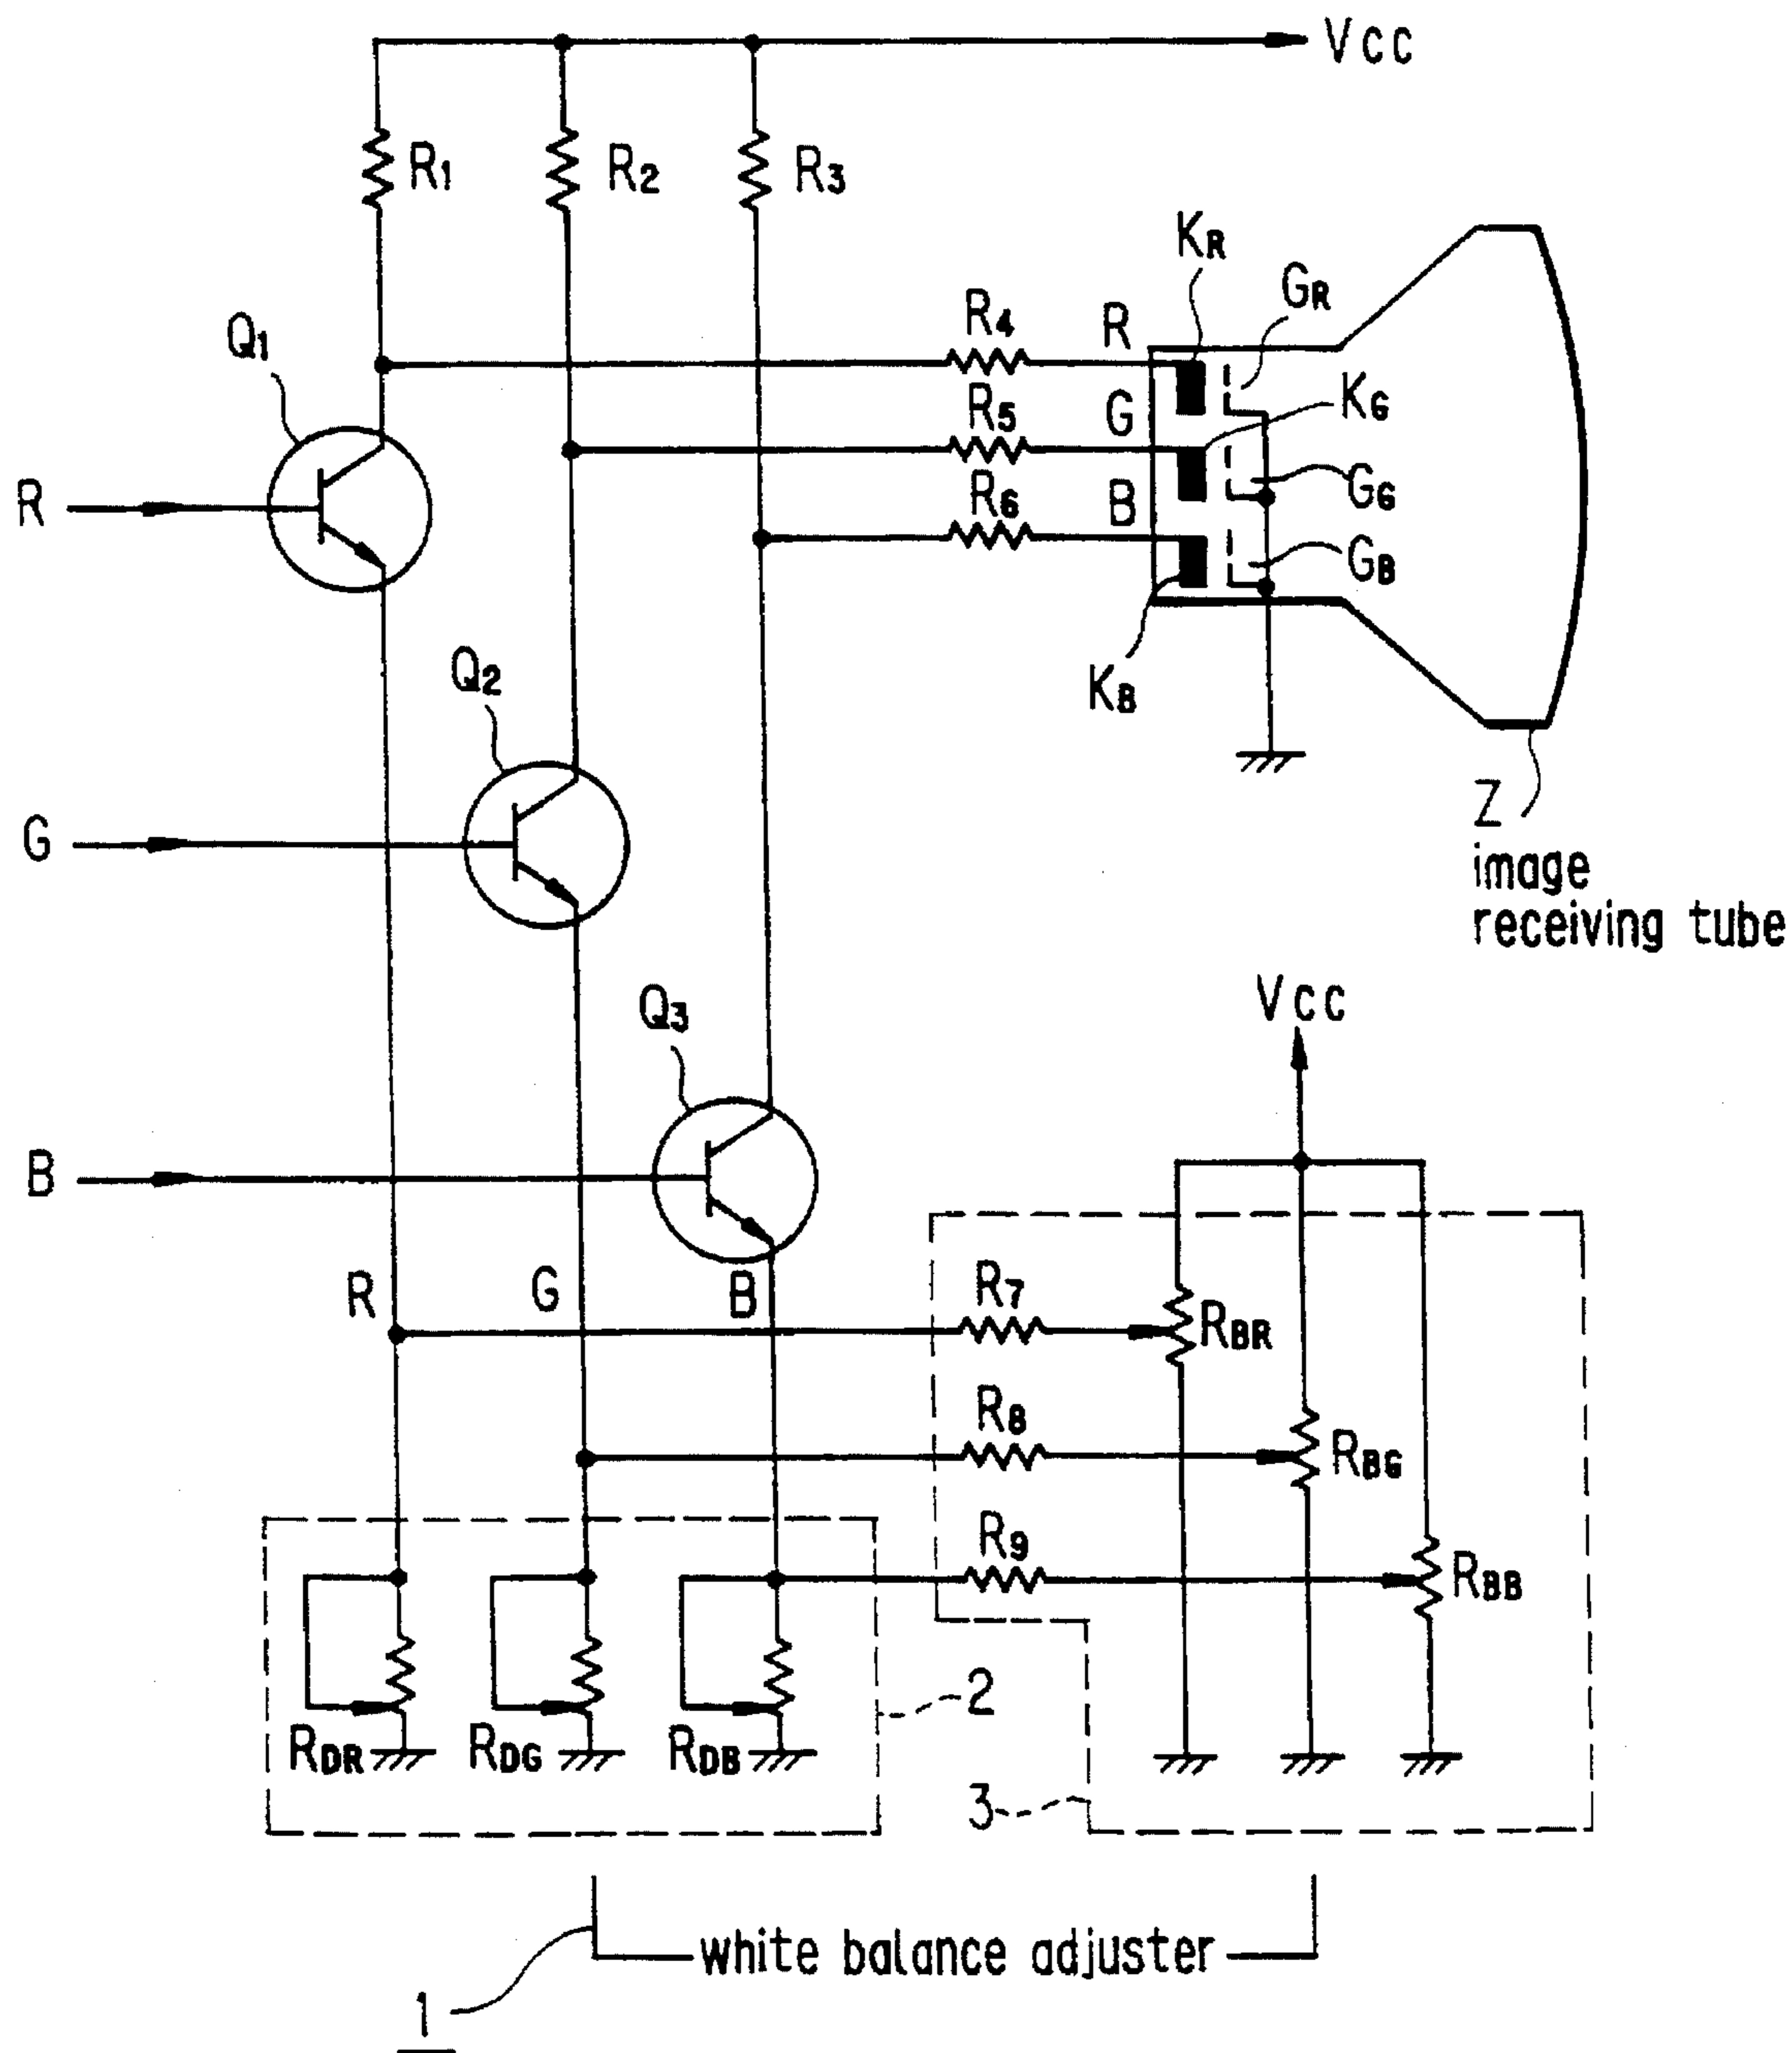 Vcc
R1
R2
R3
KR
GR
R4
R
Q1
KG
R5
G
GG
R6
B
R
GB
KB
Q2
Z
image
receiving tube
G
Vcc
Q3
B
R
G
B
R7
RBR
R8
RBG
R9
RBB
2
RDR
RDG
RDB
3
white balance adjuster
1